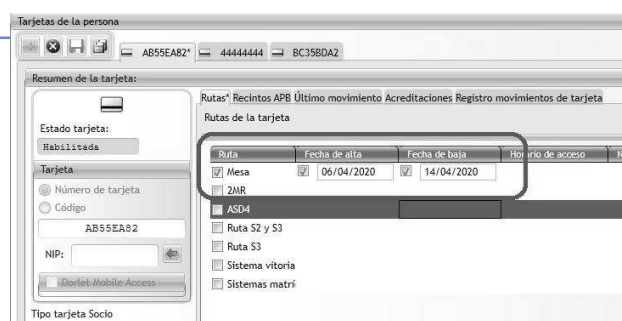 Tarjetas de la persona
AB55EA82* 44444444 BC35BDA2
Resumen de la tarjeta:
Rutas* Recintos APB Último movimiento Acreditaciones Registro movimientos de tarjeta
Estado tarjeta:
Rutas de la tarjeta
Habilitada
Ruta Fecha de alta Fecha de baja Horario de acceso N
Tarjeta
Mesa 06/04/2020 14/04/2020
Número de tarjeta
2MR
Código
ASD4
AB55EA82
Ruta S2 y S3
NIP:
Ruta S3
Sistema vitoria
Dorlet Mobile Access
Sistemas matri
Tipo tarjeta Socio